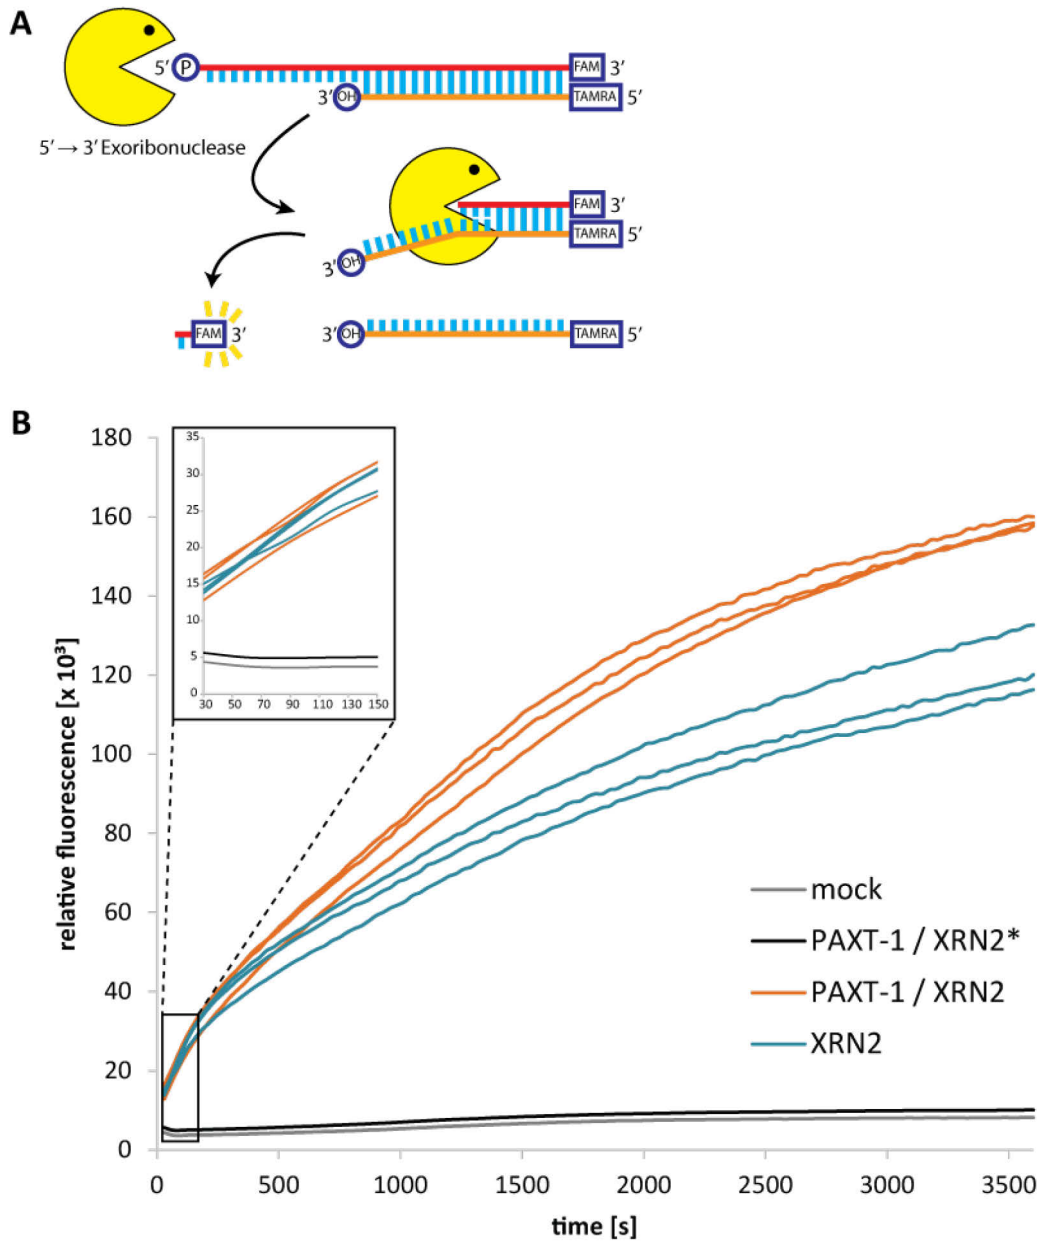 A
5′ P FAM 3′
3′ OH TAMRA 5′
5′ → 3′ Exoribonuclease
FAM 3′
TAMRA 5′
3′ OH
FAM 3′ 3′ OH TAMRA 5′
B
relative fluorescence [x 10³]
180
160
140
120
100
80
60
40
20
0
35
30
25
20
15
10
5
0
30 50 70 90 110 130 150
mock
PAXT-1 / XRN2*
PAXT-1 / XRN2
XRN2
0 500 1000 1500 2000 2500 3000 3500
time [s]